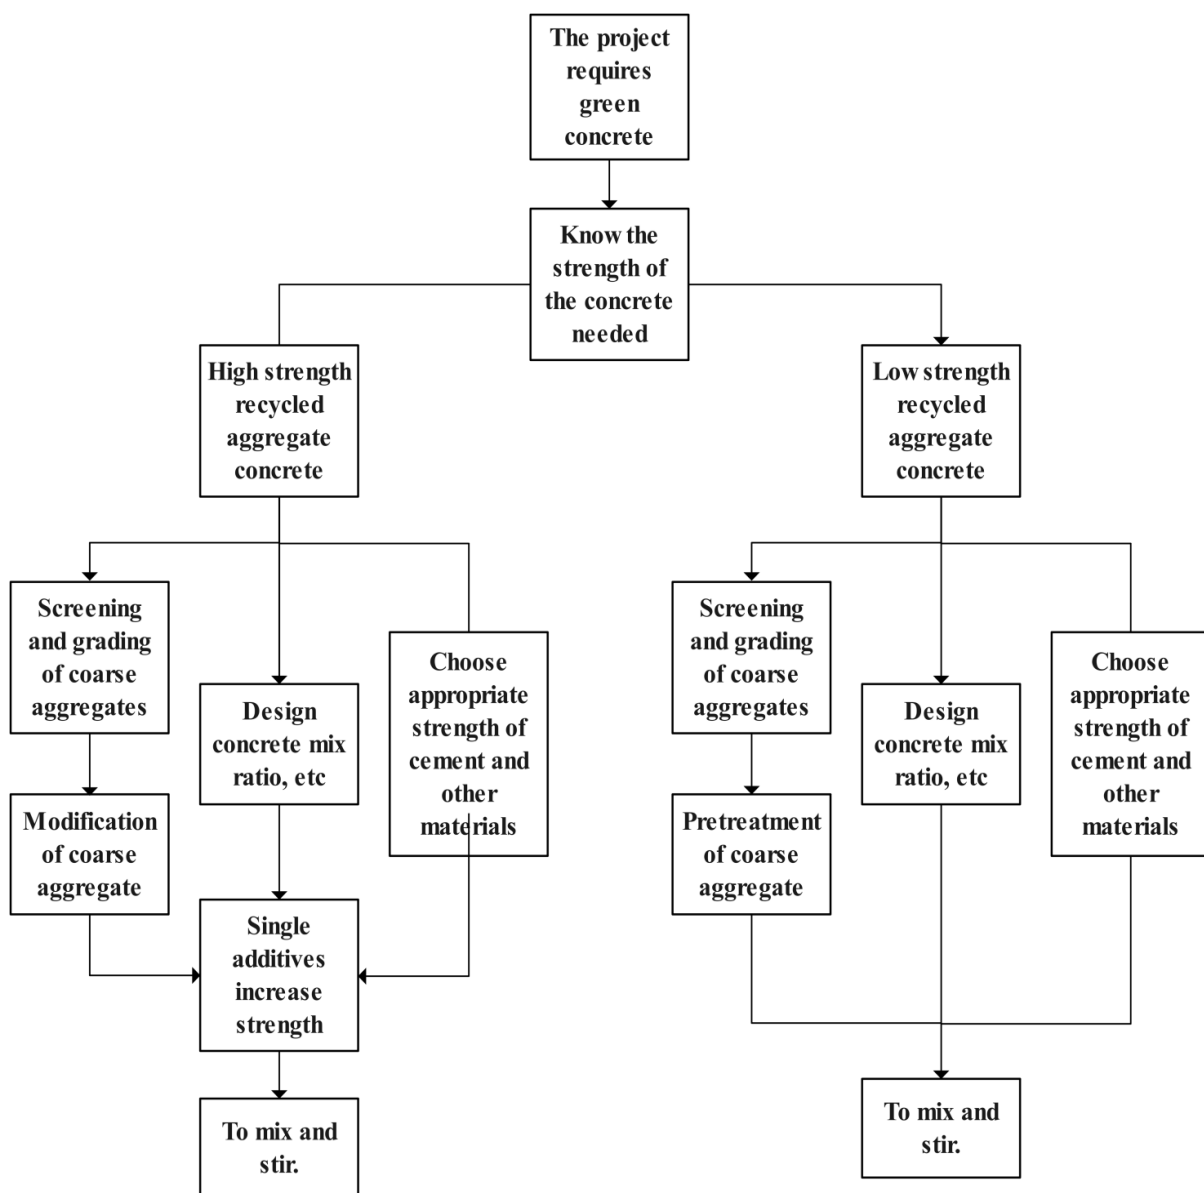 The project
requires
green
concrete
Know the
strength of
the concrete
needed
High strength
recycled
aggregate
concrete
Low strength
recycled
aggregate
concrete
Screening
and grading
of coarse
aggregates
Design
concrete mix
ratio, etc
Choose
appropriate
strength of
cement and
other
materials
Modification
of coarse
aggregate
Single
additives
increase
strength
To mix and
stir.
Screening
and grading
of coarse
aggregates
Design
concrete mix
ratio, etc
Choose
appropriate
strength of
cement and
other
materials
Pretreatment
of coarse
aggregate
To mix and
stir.